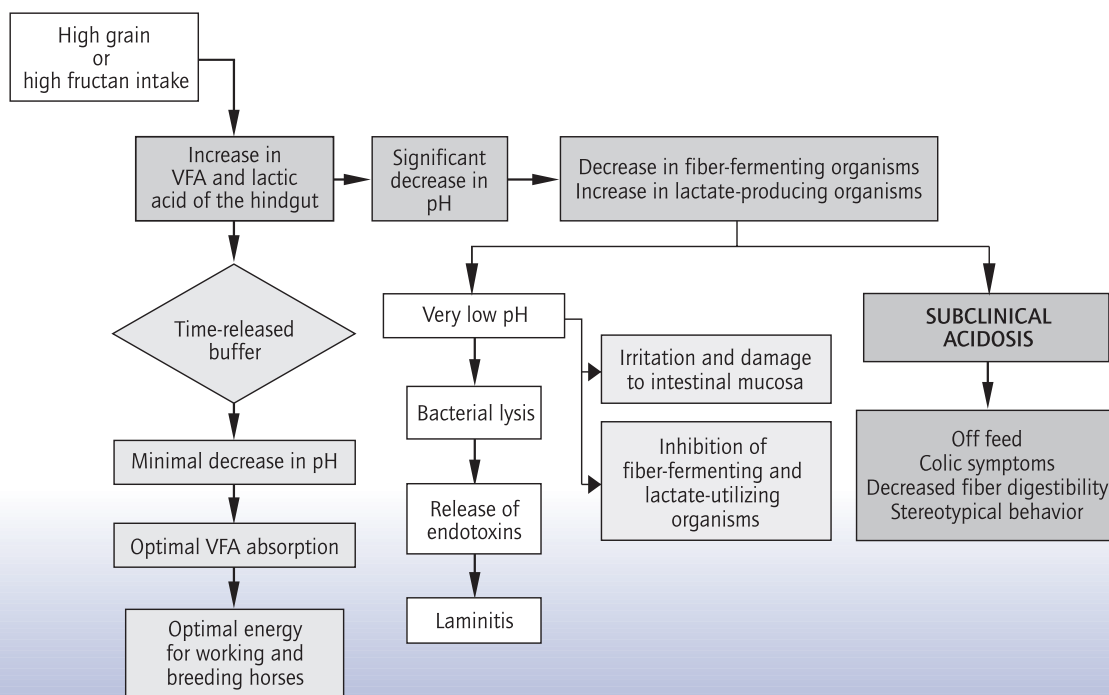 High grain
or
high fructan intake
Increase in
VFA and lactic
acid of the hindgut
Significant
decrease in
pH
Decrease in fiber-fermenting organisms
Increase in lactate-producing organisms
Time-released
buffer
Minimal decrease in pH
Optimal VFA absorption
Optimal energy
for working and
breeding horses
Very low pH
Bacterial lysis
Release of
endotoxins
Laminitis
Irritation and damage
to intestinal mucosa
Inhibition of
fiber-fermenting and
lactate-utilizing
organisms
SUBCLINICAL
ACIDOSIS
Off feed
Colic symptoms
Decreased fiber digestibility
Stereotypical behavior